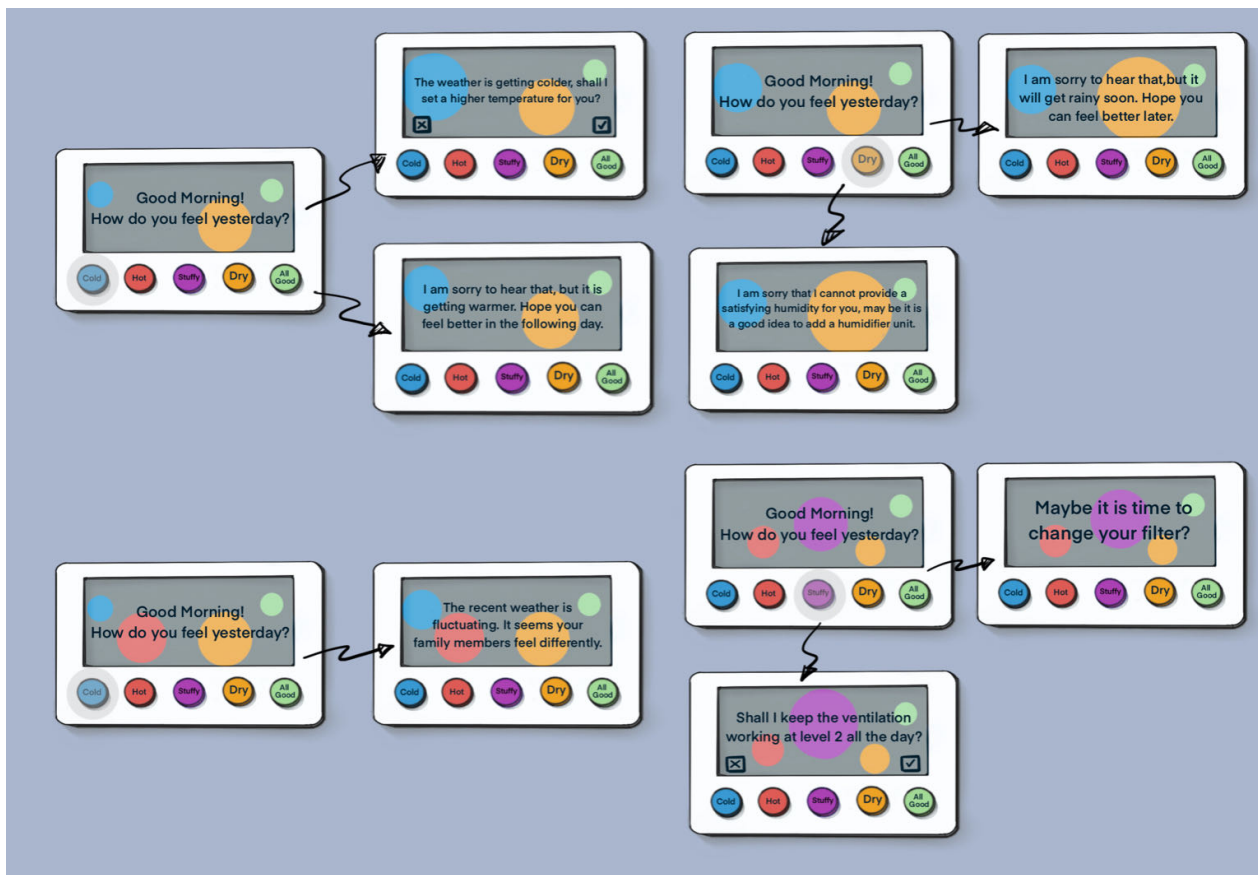 The weather is getting colder, shall I
set a higher temperature for you?
Cold
Hot
Stuffy
Dry
All
Good
Good Morning!
How do you feel yesterday?
Cold
Hot
Stuffy
Dry
All
Good
I am sorry to hear that,but it
will get rainy soon. Hope you
can feel better later.
Cold
Hot
Stuffy
Dry
All
Good
Good Morning!
How do you feel yesterday?
Cold
Hot
Stuffy
Dry
All
Good
I am sorry to hear that, but it is
getting warmer. Hope you can
feel better in the following day.
Cold
Hot
Stuffy
Dry
All
Good
I am sorry that I cannot provide a
satisfying humidity for you, may be it is
a good idea to add a humidifier unit.
Cold
Hot
Stuffy
Dry
All
Good
Good Morning!
How do you feel yesterday?
Cold
Hot
Stuffy
Dry
All
Good
Maybe it is time to
change your filter?
Cold
Hot
Stuffy
Dry
All
Good
Good Morning!
How do you feel yesterday?
Cold
Hot
Stuffy
Dry
All
Good
The recent weather is
fluctuating. It seems your
family members feel differently.
Cold
Hot
Stuffy
Dry
All
Good
Shall I keep the ventilation
working at level 2 all the day?
Cold
Hot
Stuffy
Dry
All
Good